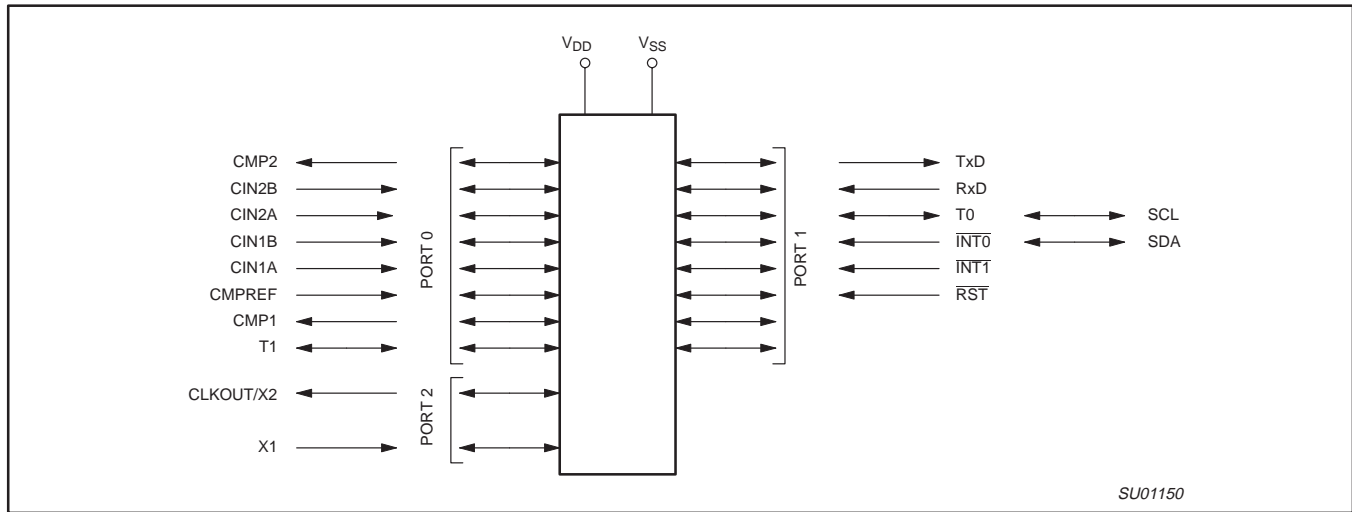 VDD VSS
CMP2 TxD
CIN2B RxD
CIN2A T0 SCL
CIN1B INT0 SDA
CIN1A INT1
CMPREF RST
CMP1
T1
PORT 0
PORT 1
CLKOUT/X2
X1
PORT 2
SU01150